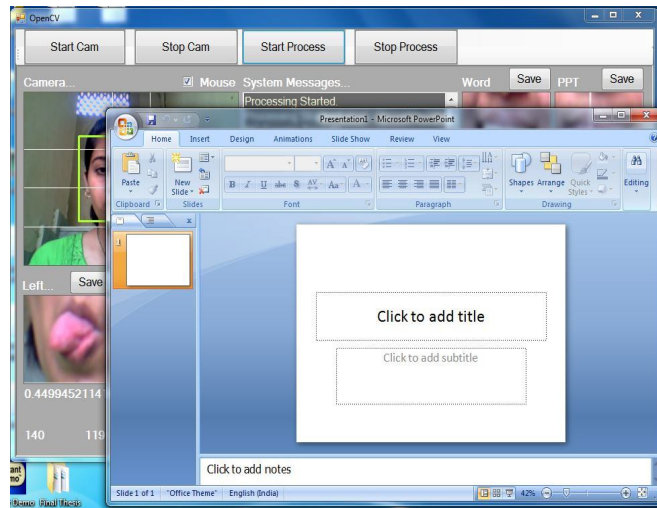 OpenCV
Start Cam Stop Cam Start Process Stop Process
Camera... Mouse System Messages... Word Save PPT Save
Processing Started.
Presentation1 - Microsoft PowerPoint
Home Insert Design Animations Slide Show Review View
Paste New Slide Shapes Arrange Quick Styles Editing
Clipboard Slides Font Paragraph Drawing
1
Click to add title
Click to add subtitle
Left... Save
140 119
Click to add notes
Slide 1 of 1 "Office Theme" English (India) 42%
Demo Final Thesis